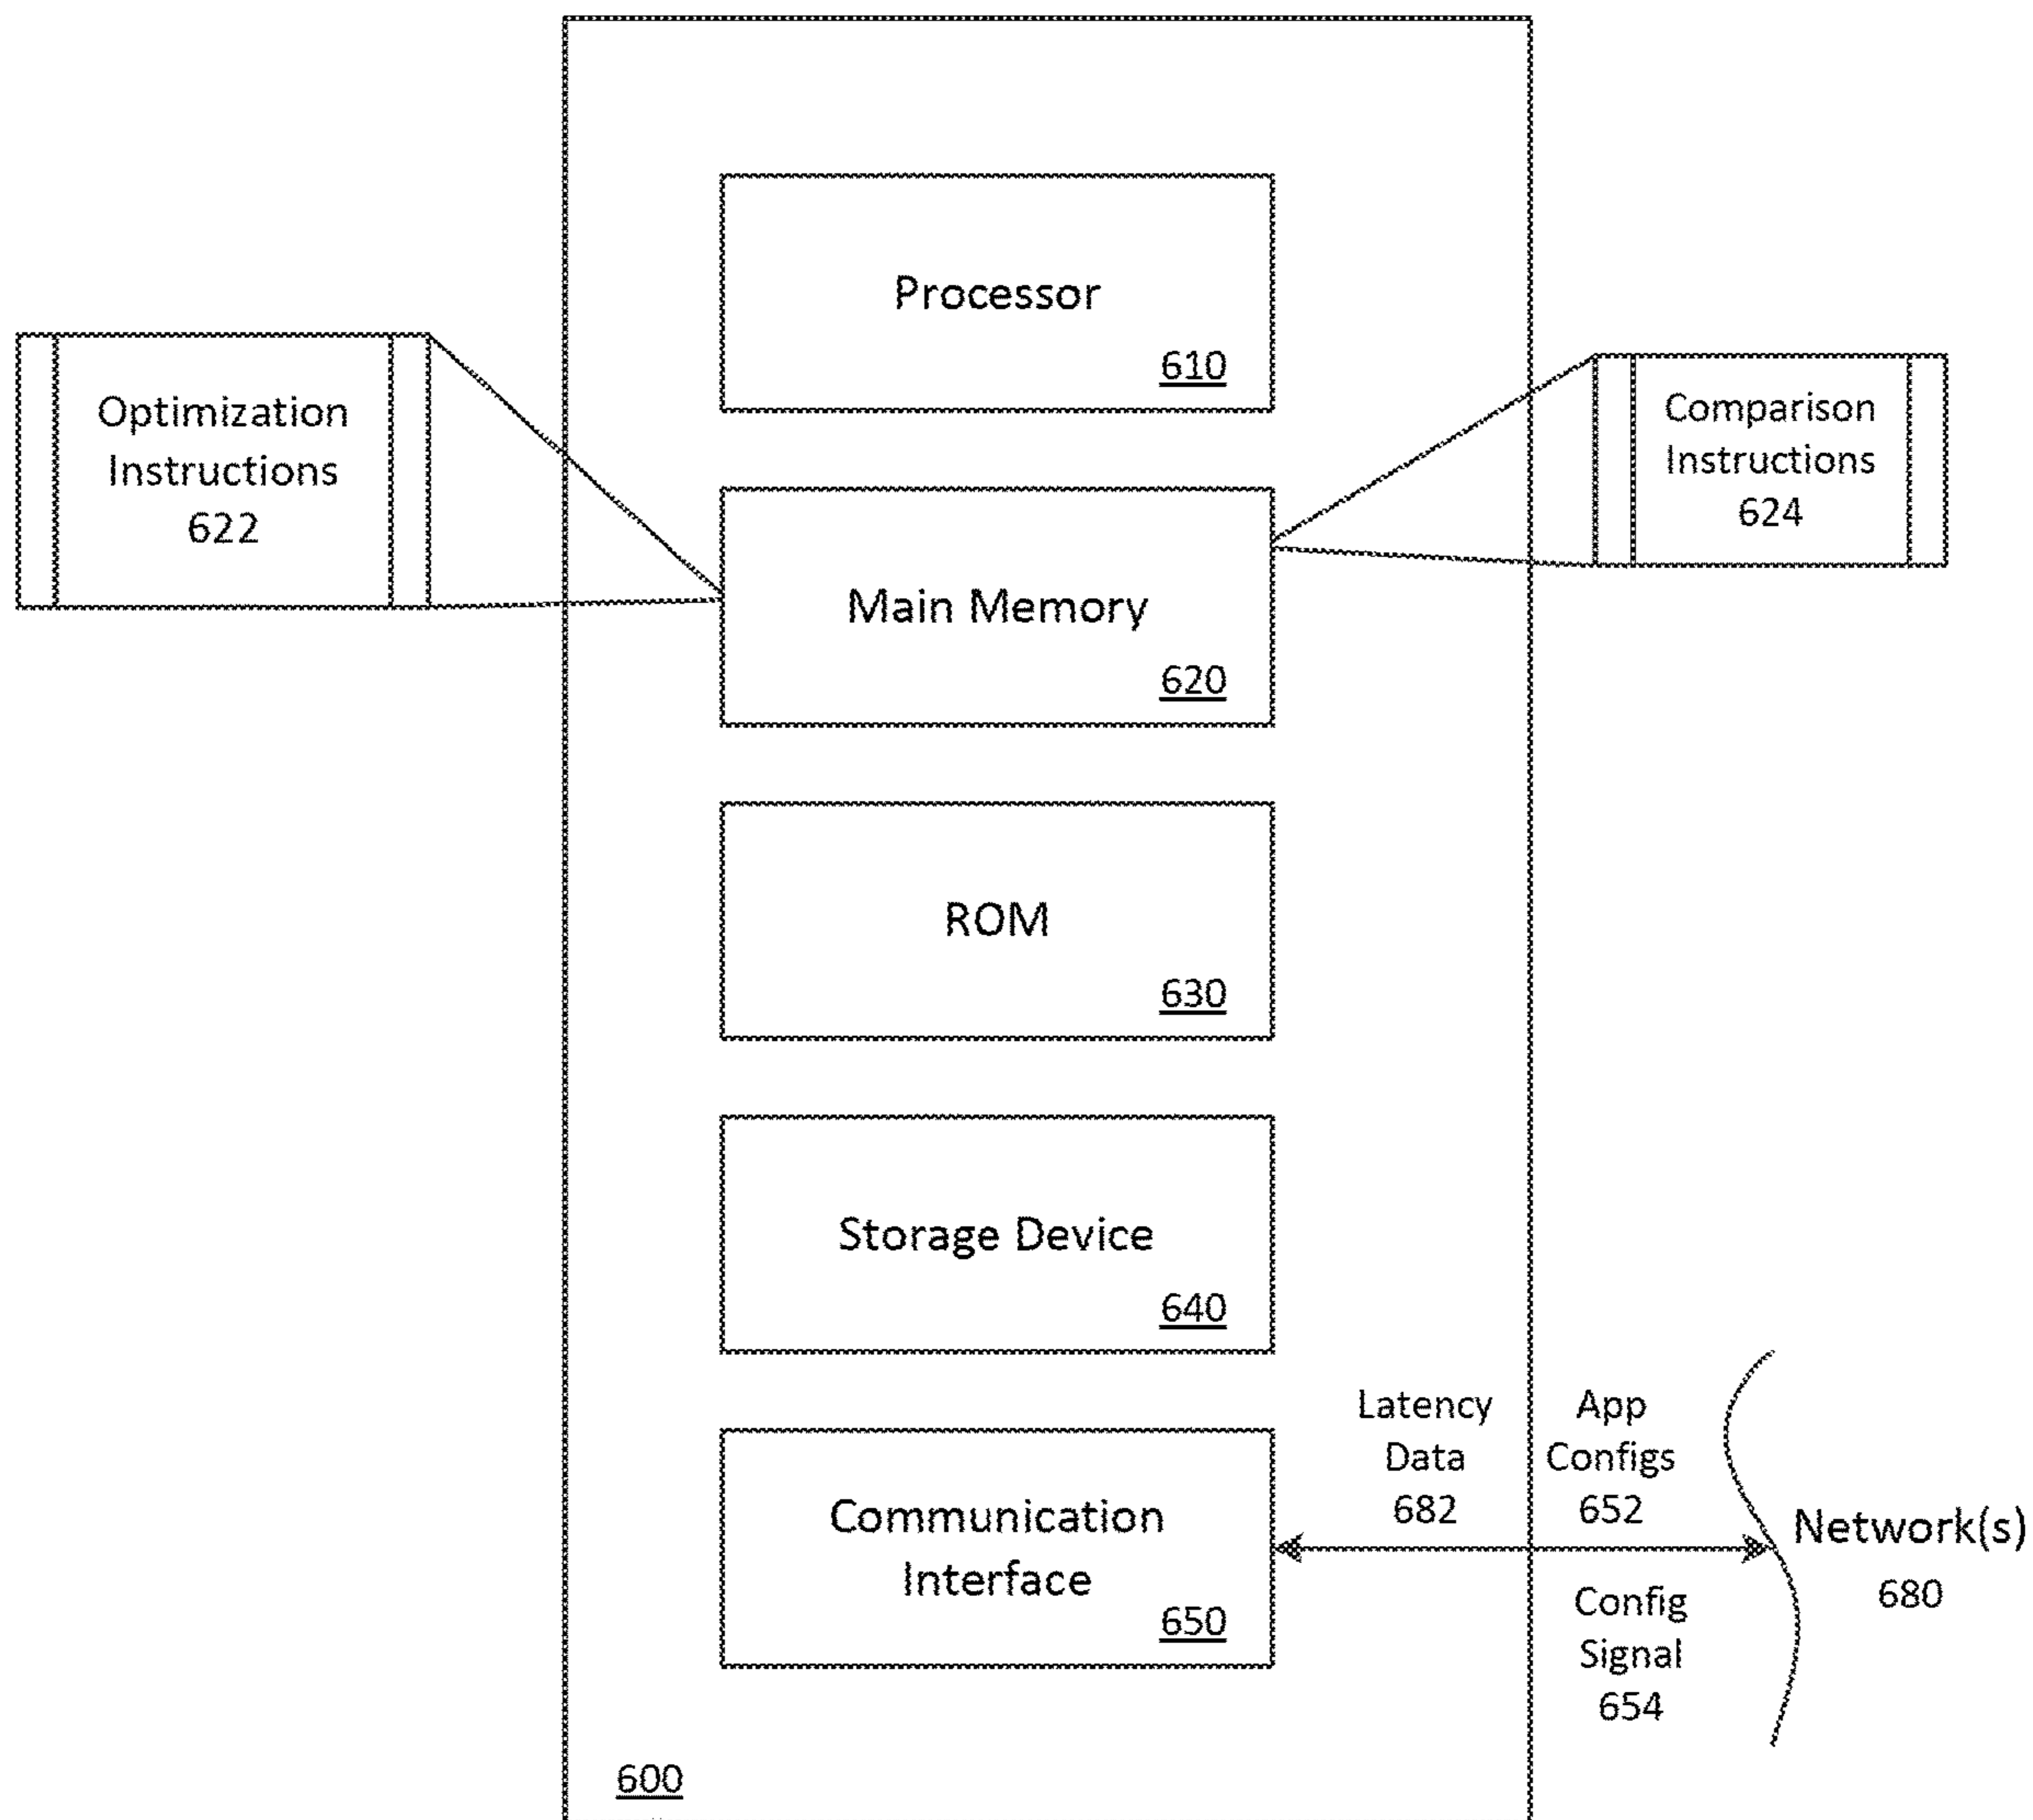 Processor
610
Optimization
Instructions
622
Comparison
Instructions
624
Main Memory
620
ROM
630
Storage Device
640
Communication
Interface
650
Latency
Data
682
App
Configs
652
Config
Signal
654
Network(s)
680
600